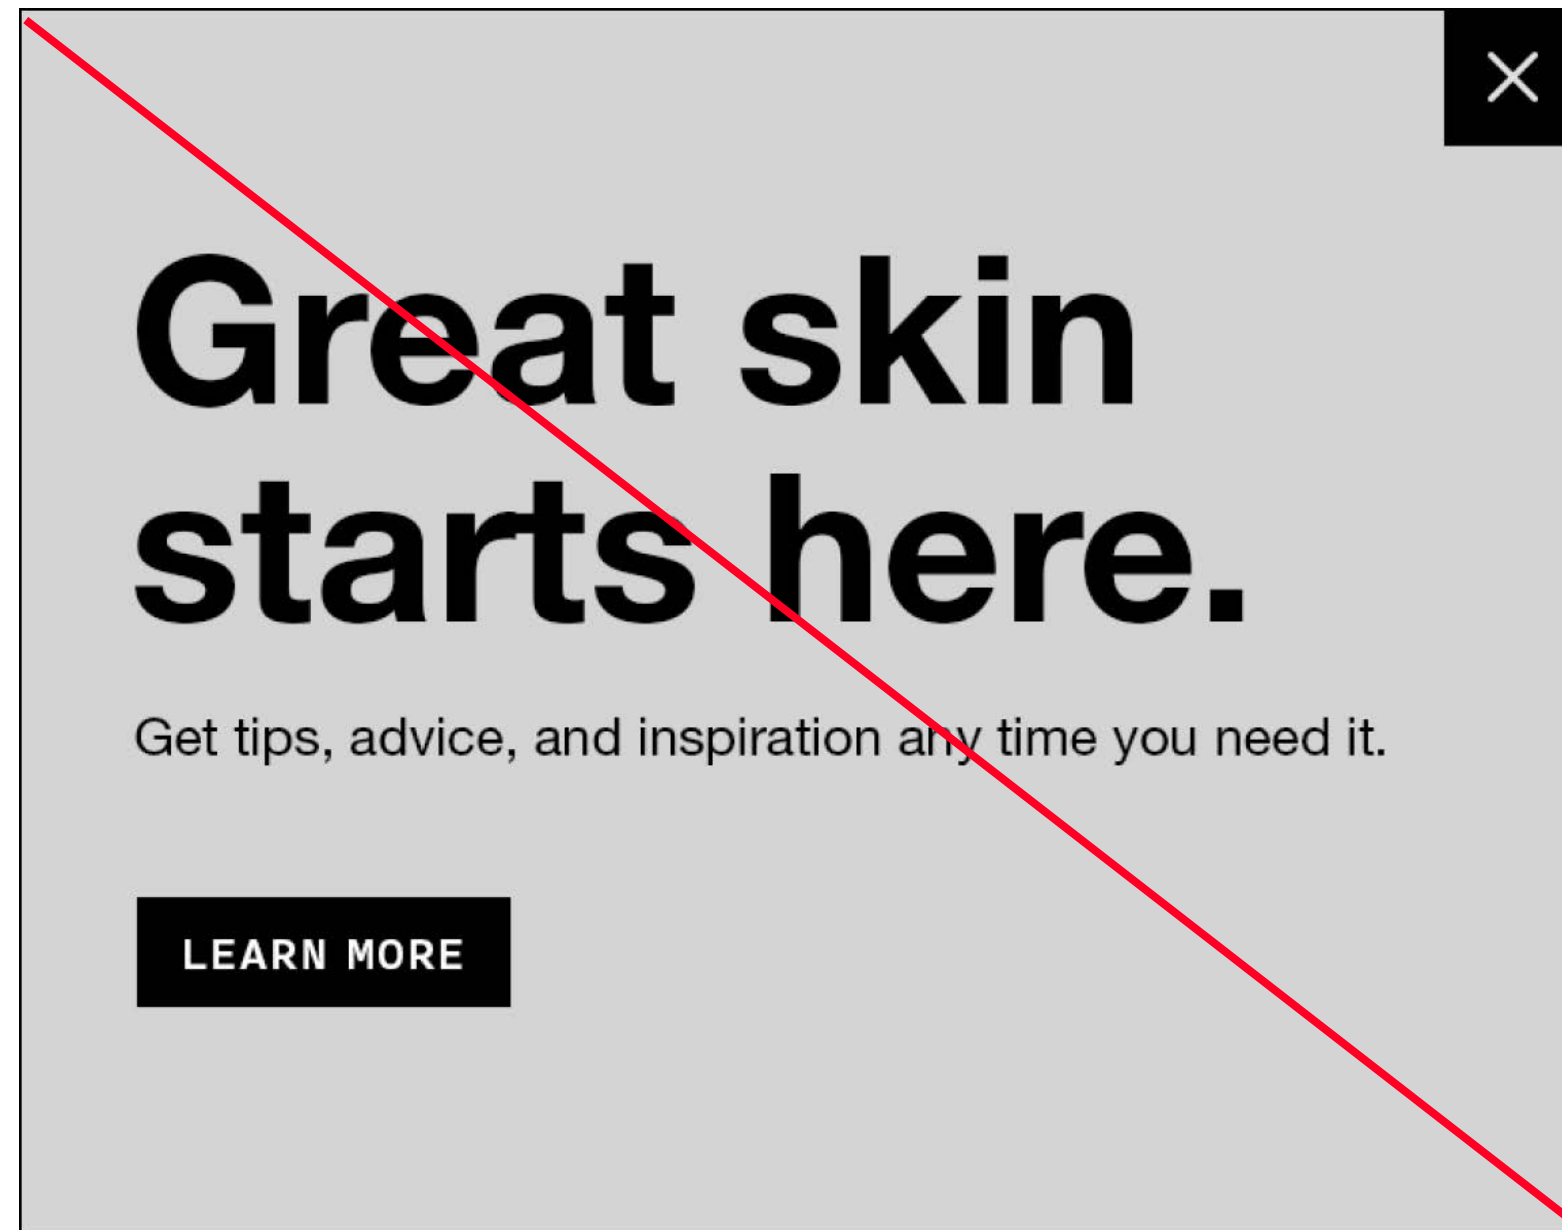 Great skin
starts here.
Get tips, advice, and inspiration any time you need it.
LEARN MORE